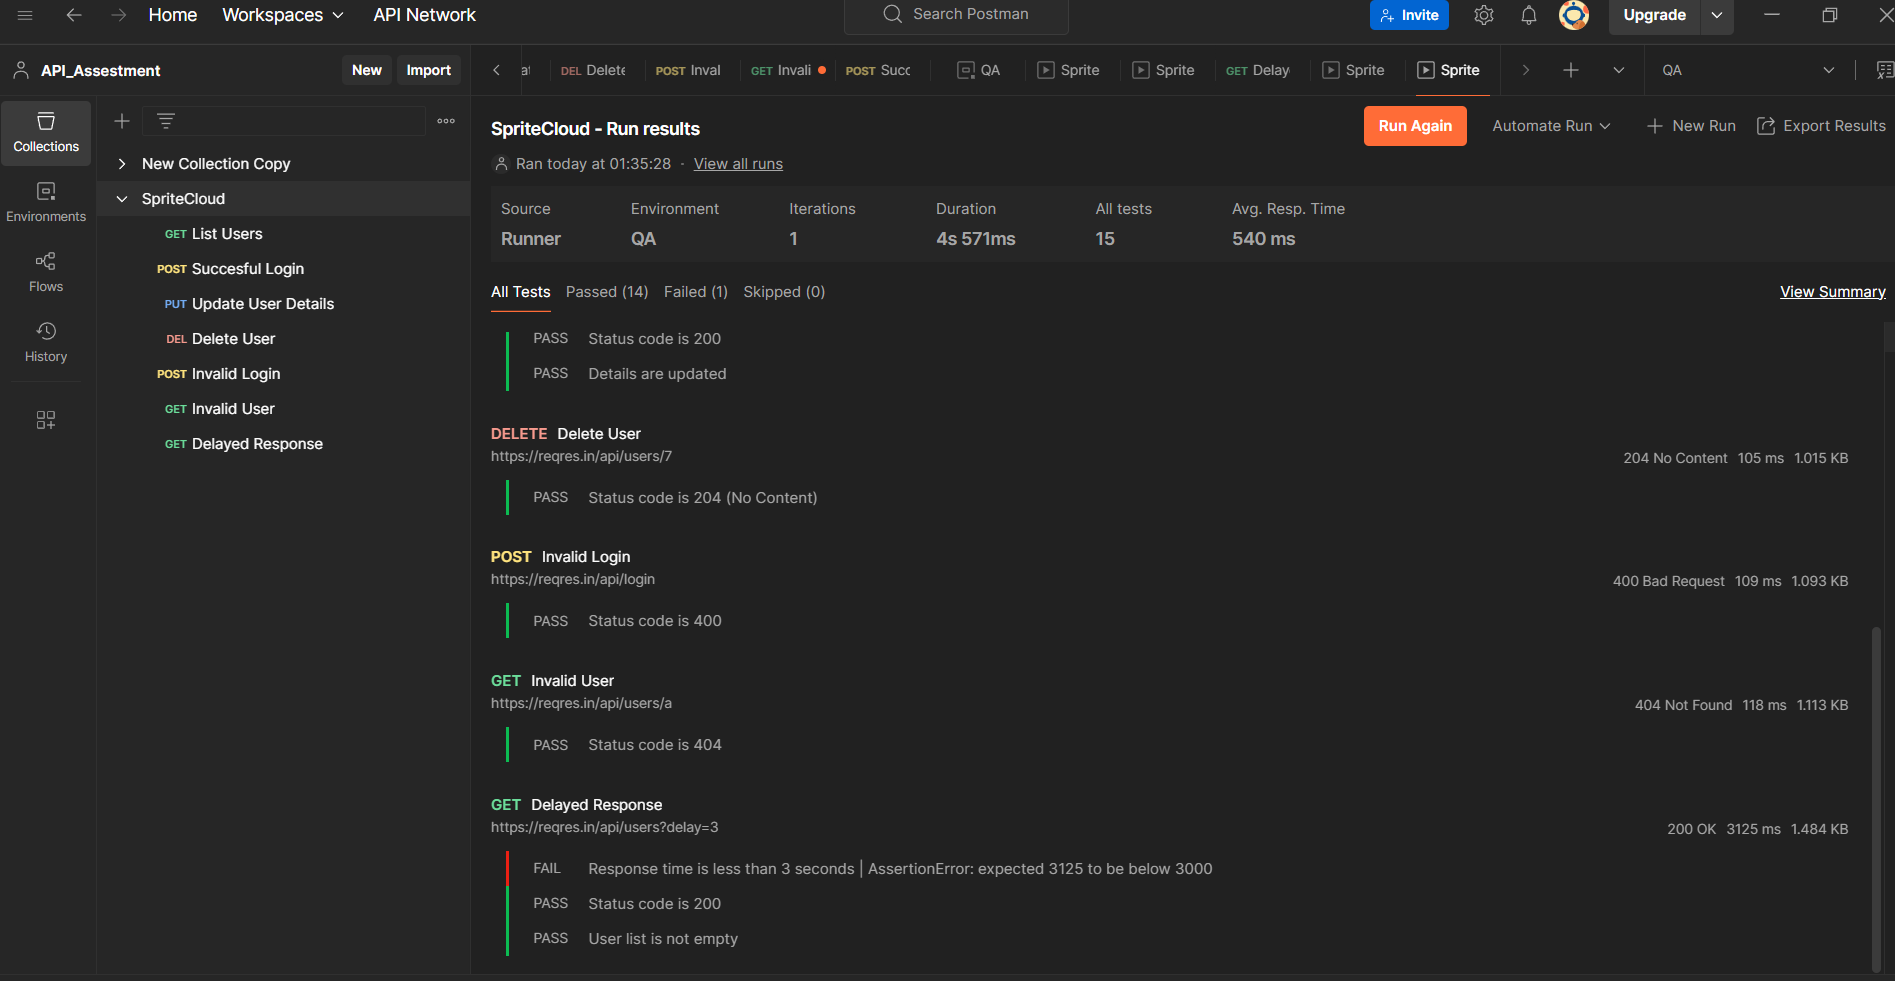 Home Workspaces API Network Search Postman Invite Upgrade
API_Assestment New Import DEL Delete POST Inval GET Invali POST Succ QA Sprite Sprite GET Delay Sprite Sprite QA
Collections
Environments
Flows
History
New Collection Copy
SpriteCloud
GET List Users
POST Succesful Login
PUT Update User Details
DEL Delete User
POST Invalid Login
GET Invalid User
GET Delayed Response
SpriteCloud - Run results
Run Again Automate Run New Run Export Results
Ran today at 01:35:28 · View all runs
Source Environment Iterations Duration All tests Avg. Resp. Time
Runner QA 1 4s 571ms 15 540 ms
All Tests Passed (14) Failed (1) Skipped (0) View Summary
PASS Status code is 200
PASS Details are updated
DELETE Delete User
https://reqres.in/api/users/7
204 No Content 105 ms 1.015 KB
PASS Status code is 204 (No Content)
POST Invalid Login
https://reqres.in/api/login
400 Bad Request 109 ms 1.093 KB
PASS Status code is 400
GET Invalid User
https://reqres.in/api/users/a
404 Not Found 118 ms 1.113 KB
PASS Status code is 404
GET Delayed Response
https://reqres.in/api/users?delay=3
200 OK 3125 ms 1.484 KB
FAIL Response time is less than 3 seconds | AssertionError: expected 3125 to be below 3000
PASS Status code is 200
PASS User list is not empty